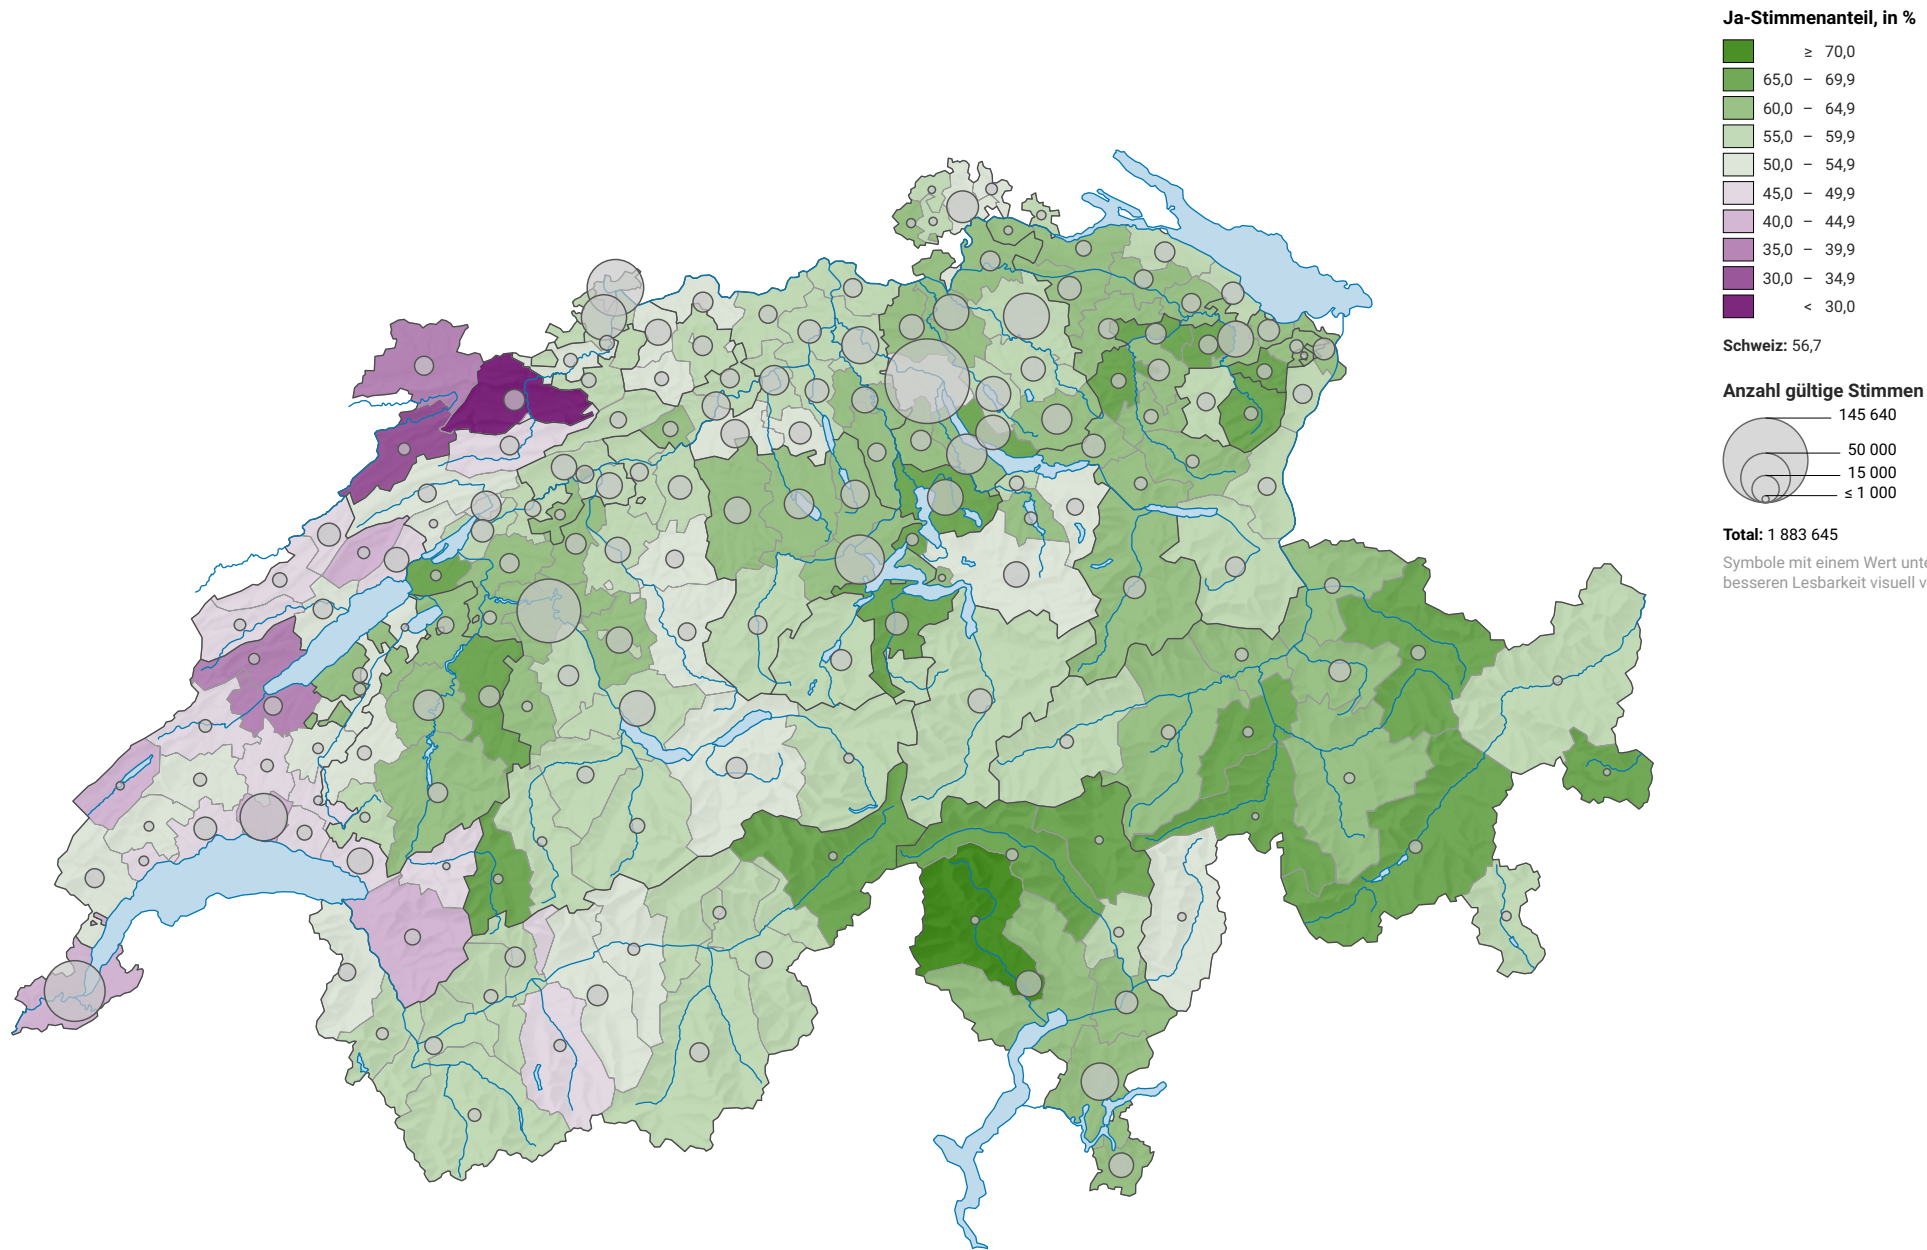 Ja-Stimmenanteil, in %
≥ 70,0
65,0 – 69,9
60,0 – 64,9
55,0 – 59,9
50,0 – 54,9
45,0 – 49,9
40,0 – 44,9
35,0 – 39,9
30,0 – 34,9
< 30,0
Schweiz: 56,7
Anzahl gültige Stimmen
145 640
50 000
15 000
≤ 1 000
Total: 1 883 645
Symbole mit einem Wert unte
besseren Lesbarkeit visuell v